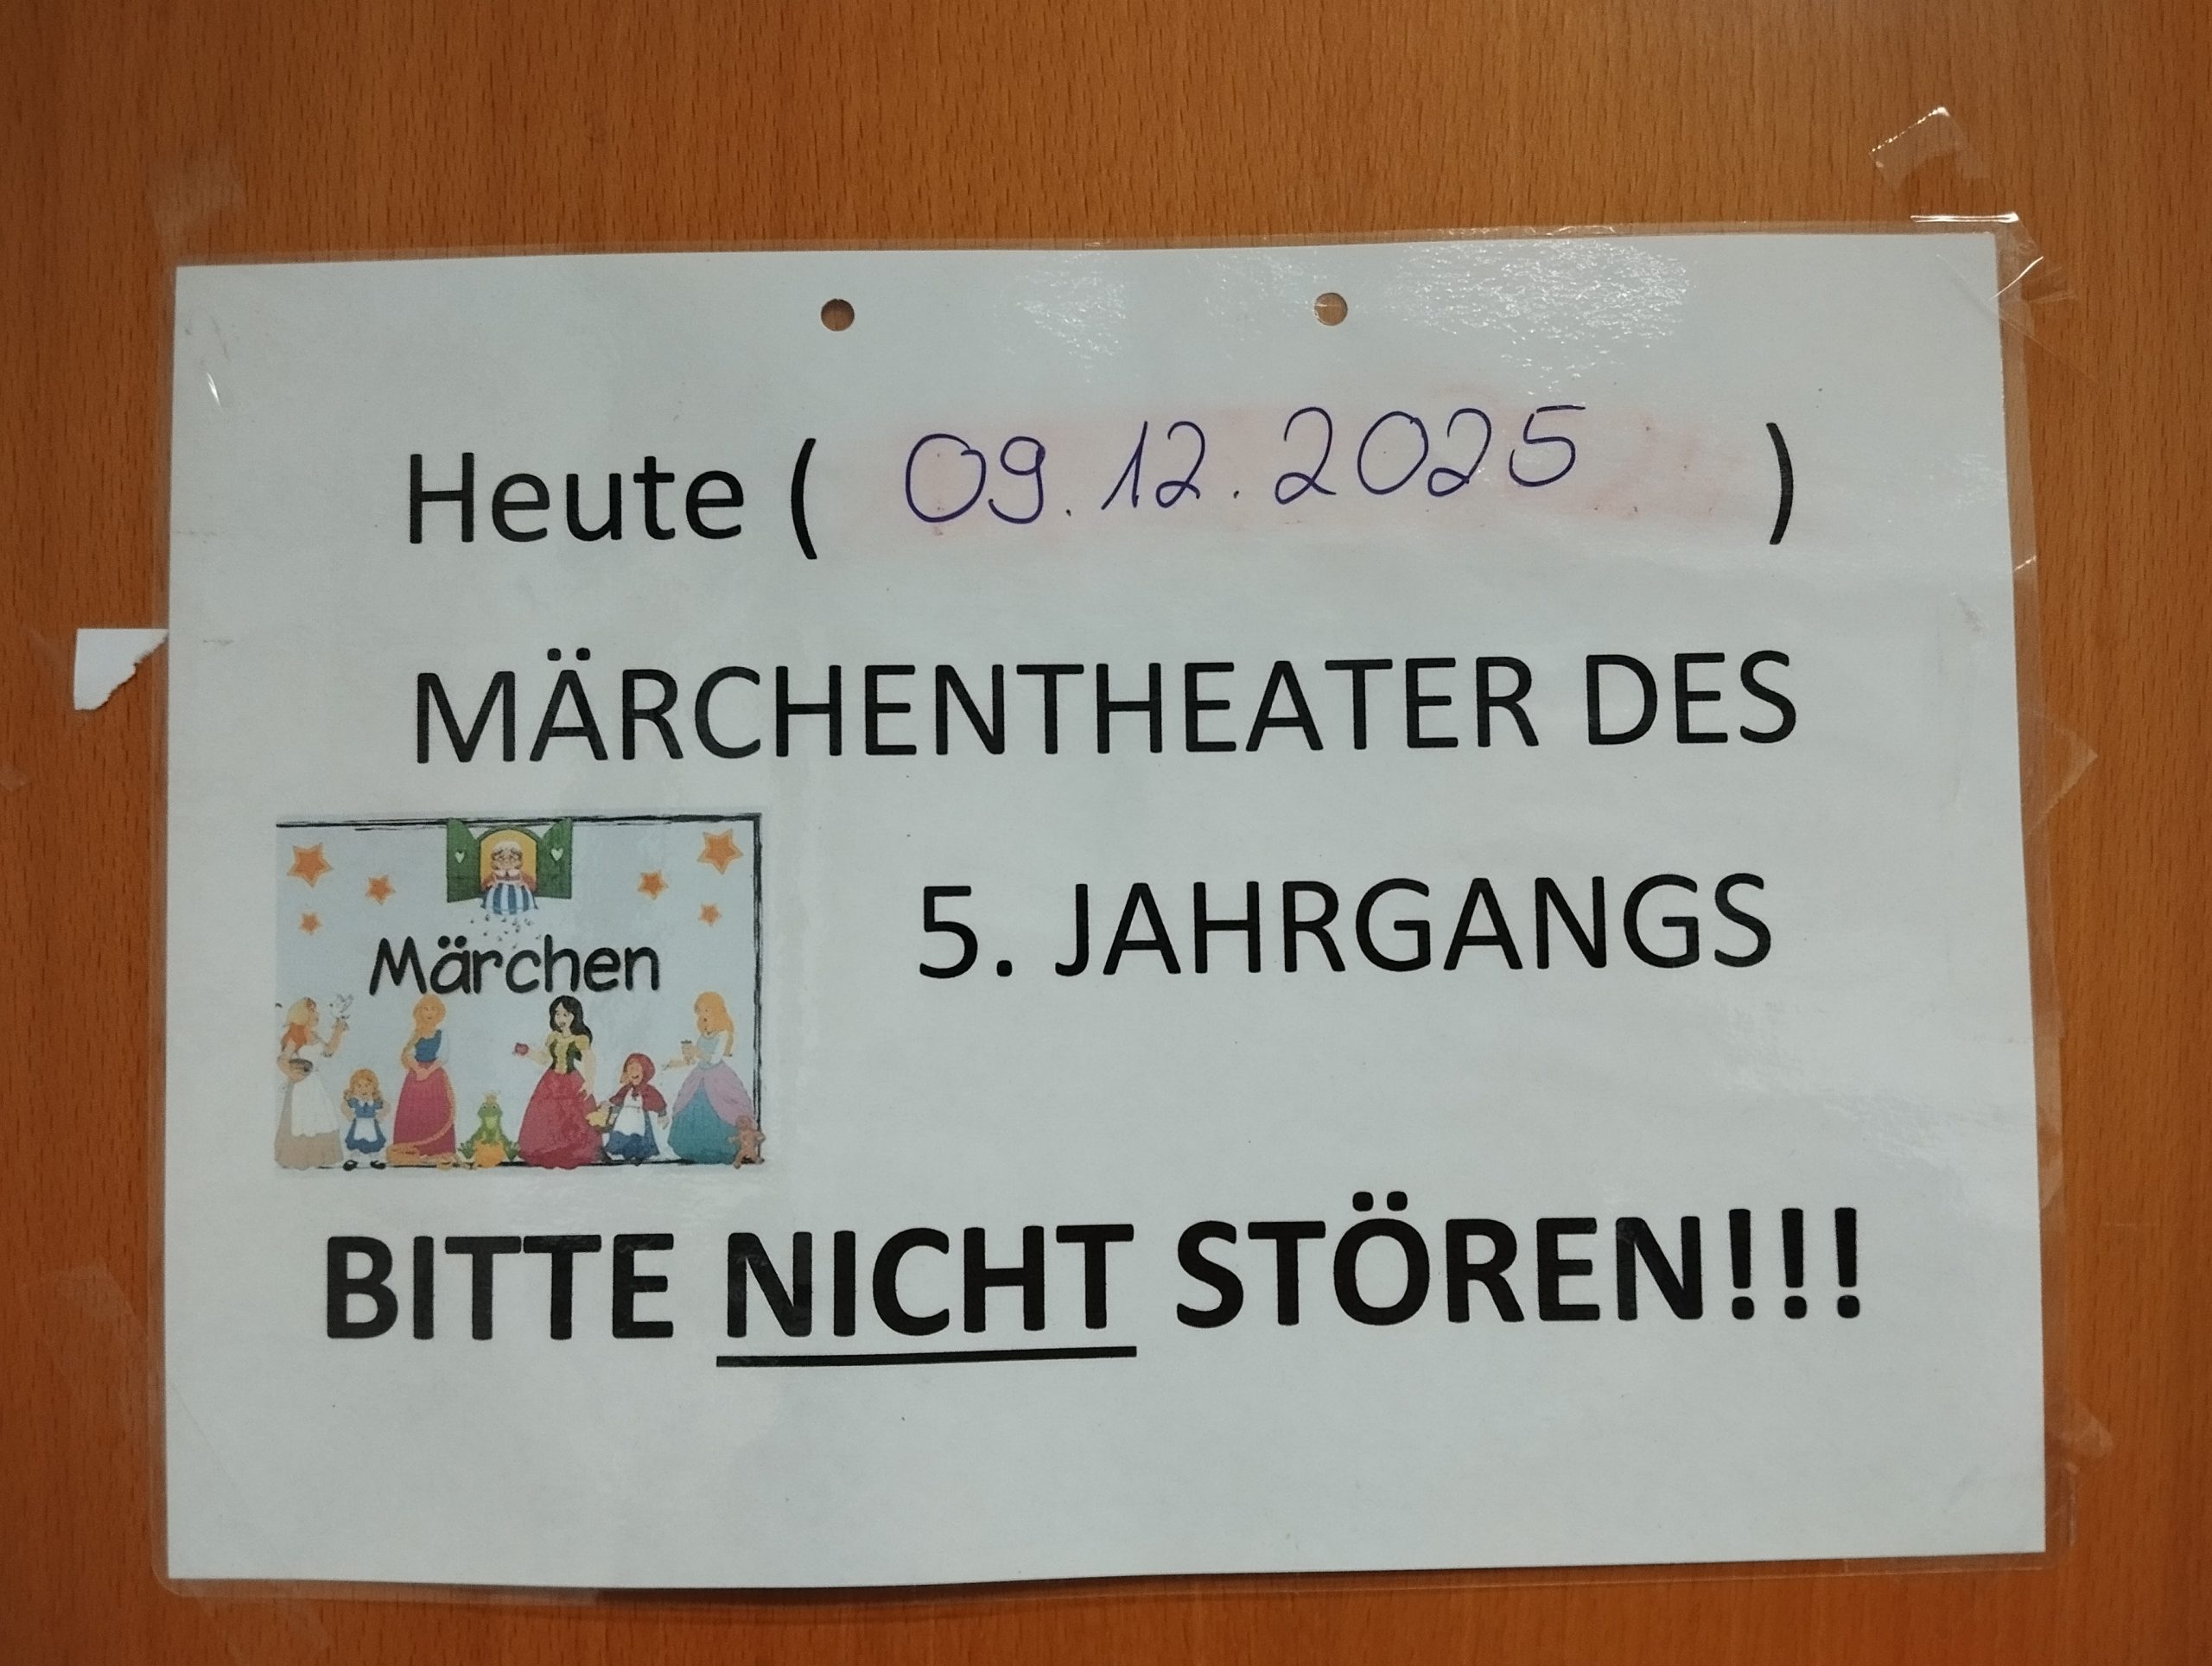 Heute ( 09.12.2025 )
MÄRCHENTHEATER DES
Märchen
5. JAHRGANGS
BITTE NICHT STÖREN!!!